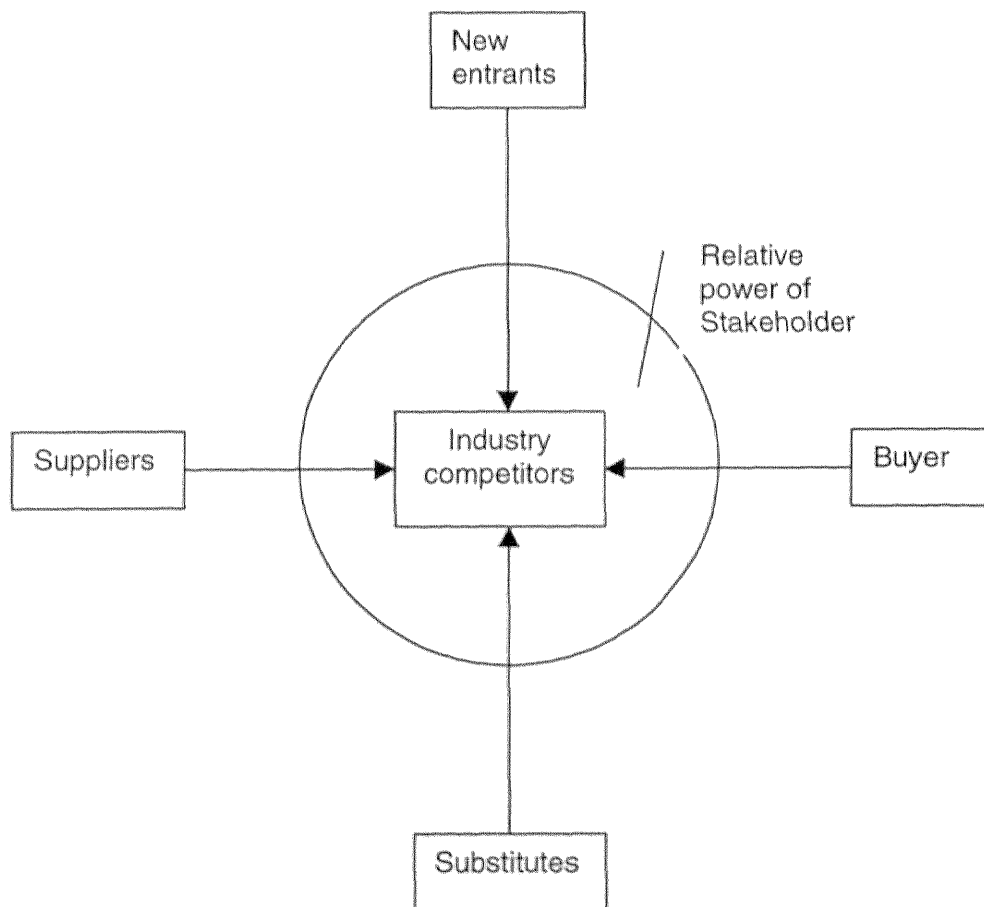 New
entrants
Relative
power of
Stakeholder
Suppliers
Industry
competitors
Buyer
Substitutes